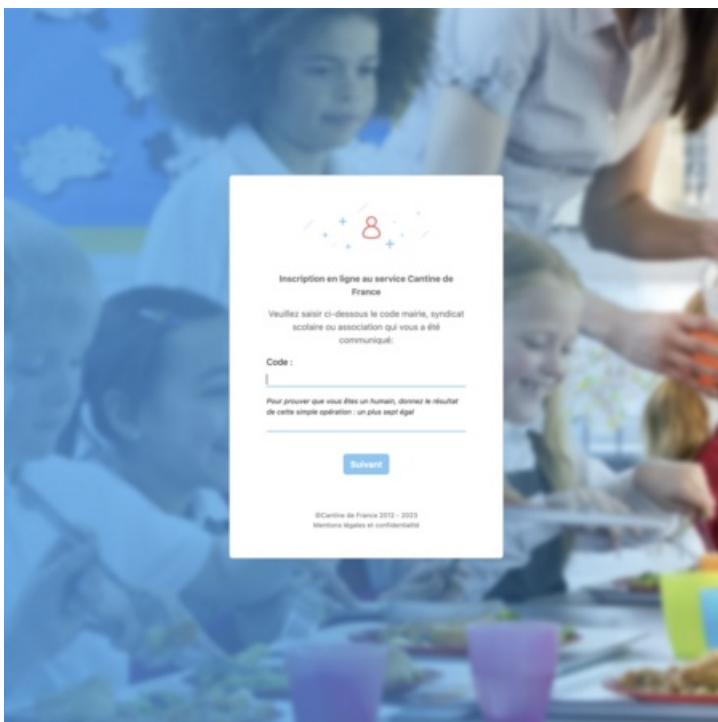 Inscription en ligne au service Cantine de
France
Veuillez saisir ci-dessous le code mairie, syndicat
scolaire ou association qui vous a été
communiqué:
Code :
Pour prouver que vous êtes un humain, donnez le résultat
de cette simple opération : un plus sept égal
Suivant
©Cantine de France 2012 - 2023
Mentions légales et confidentialité